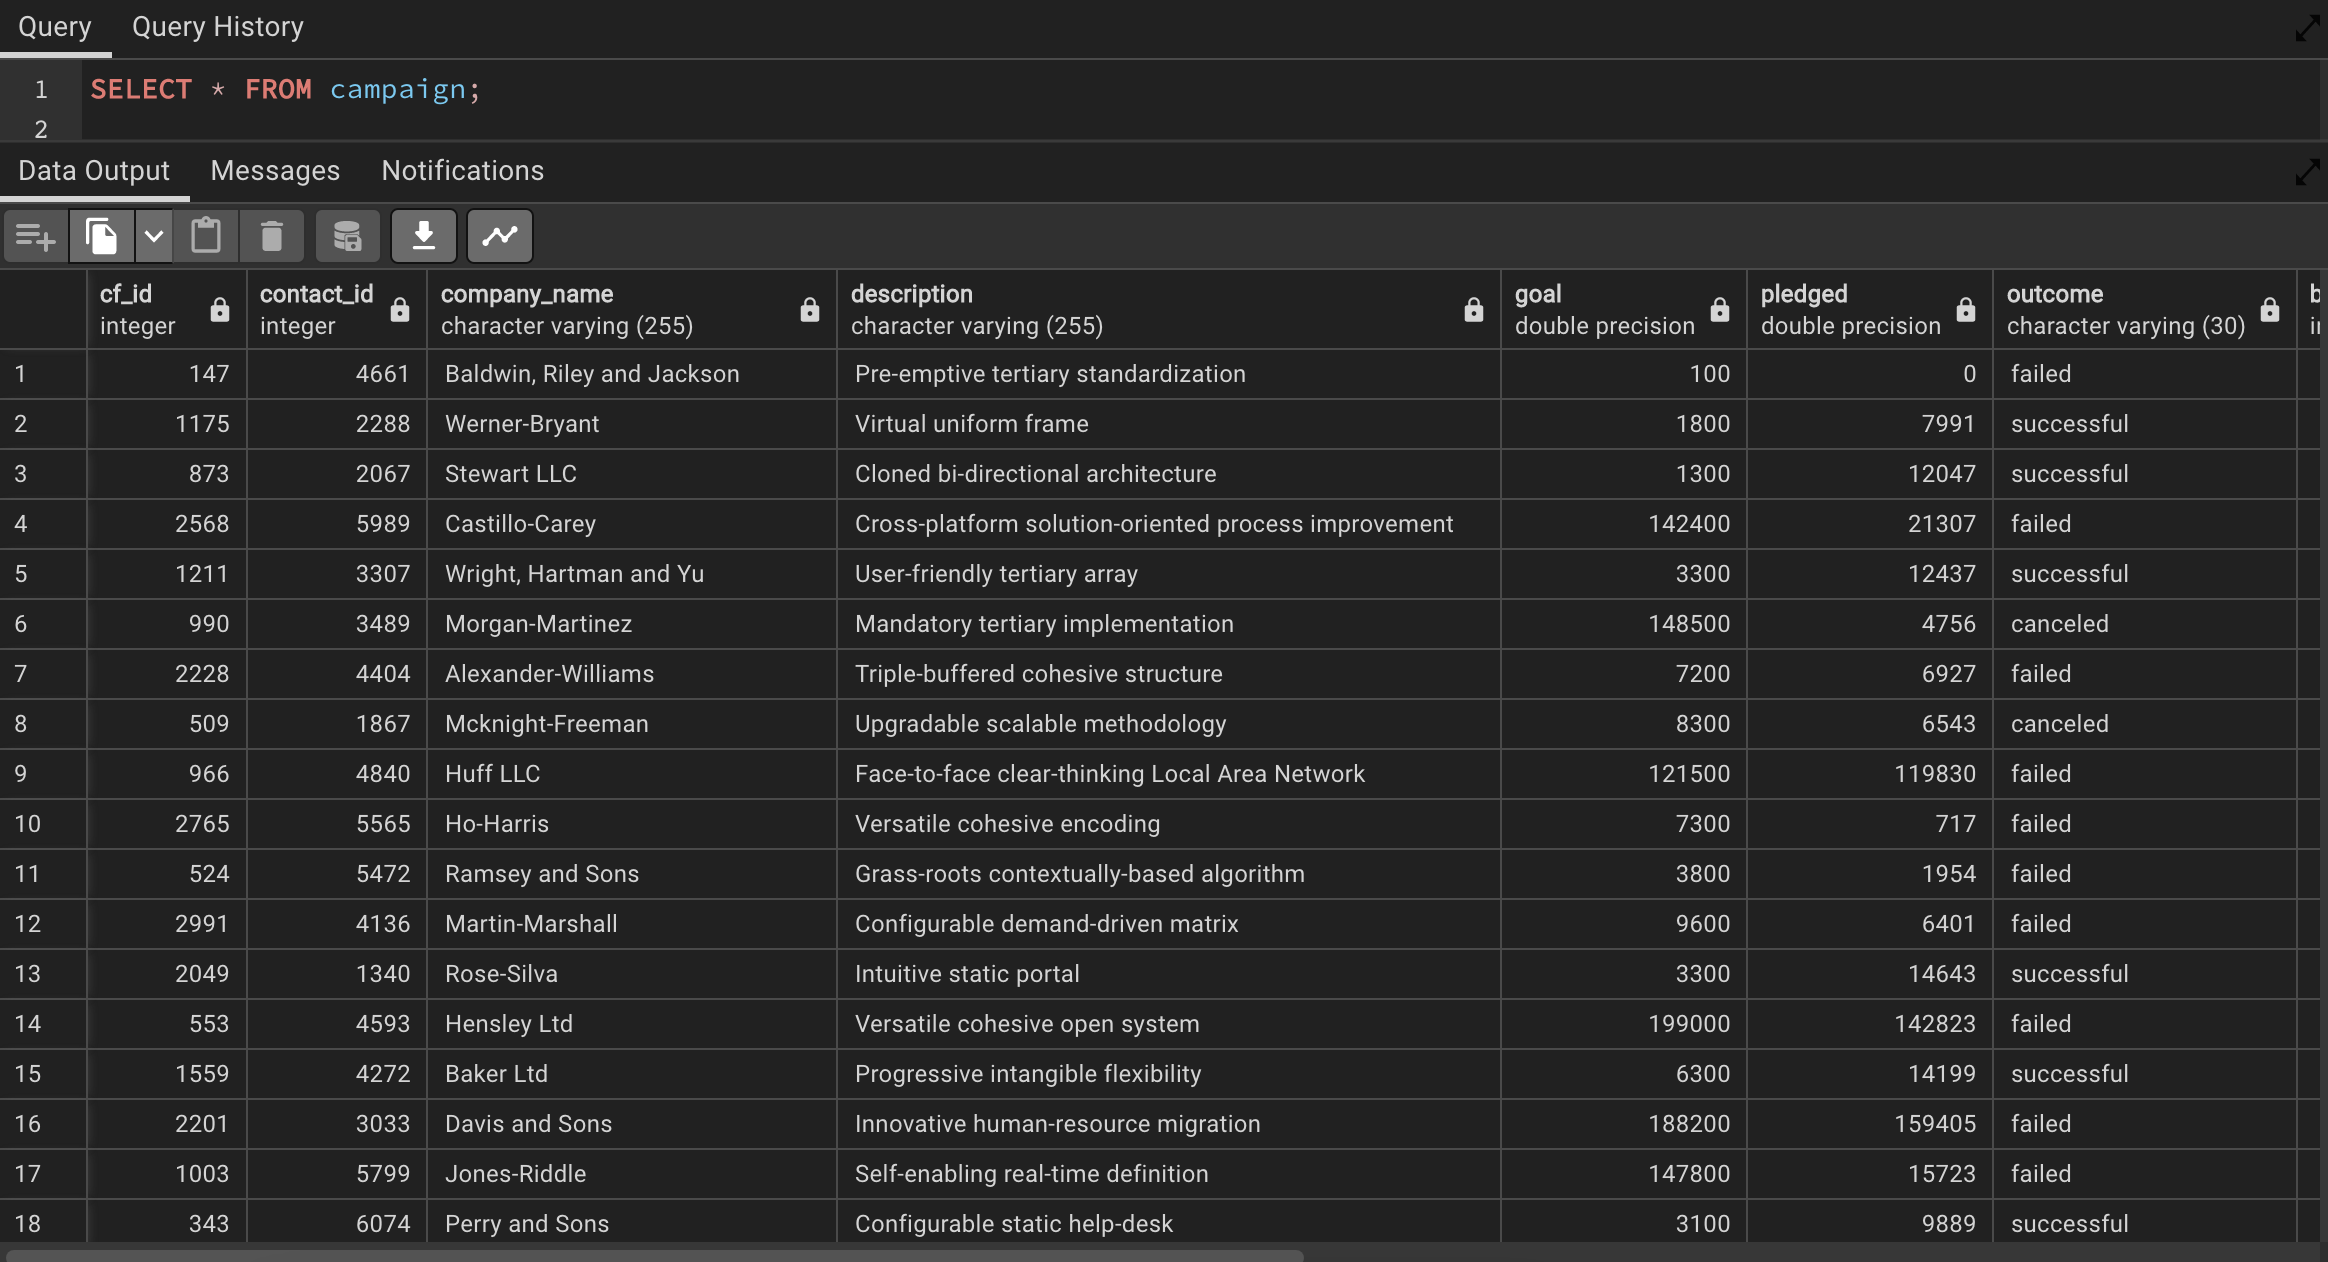 Query Query History
1 SELECT * FROM campaign;
2
Data Output Messages Notifications
cf_id contact_id company_name description goal pledged outcome
integer integer character varying (255) character varying (255) double precision double precision character varying (30)
1 147 4661 Baldwin, Riley and Jackson Pre-emptive tertiary standardization 100 0 failed
2 1175 2288 Werner-Bryant Virtual uniform frame 1800 7991 successful
3 873 2067 Stewart LLC Cloned bi-directional architecture 1300 12047 successful
4 2568 5989 Castillo-Carey Cross-platform solution-oriented process improvement 142400 21307 failed
5 1211 3307 Wright, Hartman and Yu User-friendly tertiary array 3300 12437 successful
6 990 3489 Morgan-Martinez Mandatory tertiary implementation 148500 4756 canceled
7 2228 4404 Alexander-Williams Triple-buffered cohesive structure 7200 6927 failed
8 509 1867 Mcknight-Freeman Upgradable scalable methodology 8300 6543 canceled
9 966 4840 Huff LLC Face-to-face clear-thinking Local Area Network 121500 119830 failed
10 2765 5565 Ho-Harris Versatile cohesive encoding 7300 717 failed
11 524 5472 Ramsey and Sons Grass-roots contextually-based algorithm 3800 1954 failed
12 2991 4136 Martin-Marshall Configurable demand-driven matrix 9600 6401 failed
13 2049 1340 Rose-Silva Intuitive static portal 3300 14643 successful
14 553 4593 Hensley Ltd Versatile cohesive open system 199000 142823 failed
15 1559 4272 Baker Ltd Progressive intangible flexibility 6300 14199 successful
16 2201 3033 Davis and Sons Innovative human-resource migration 188200 159405 failed
17 1003 5799 Jones-Riddle Self-enabling real-time definition 147800 15723 failed
18 343 6074 Perry and Sons Configurable static help-desk 3100 9889 successful